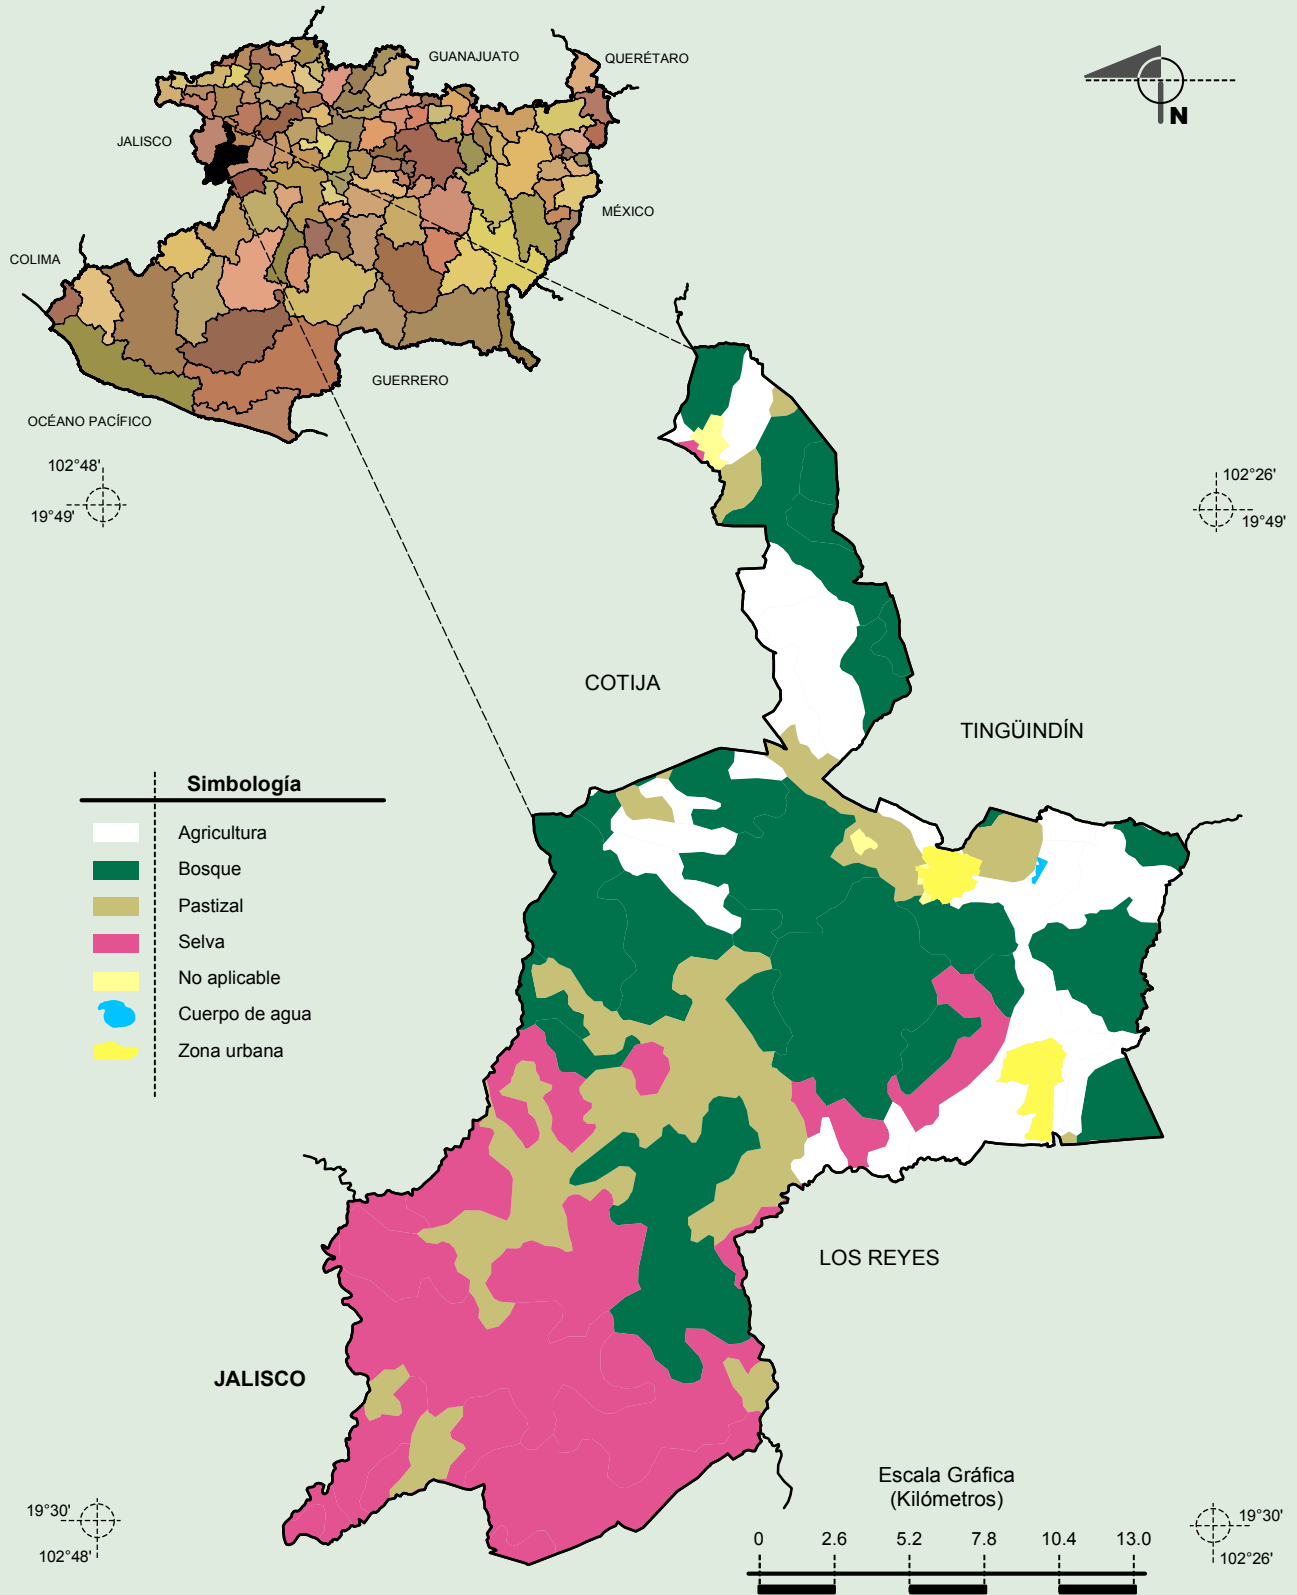 GUANAJUATO
QUERÉTARO
JALISCO
N
MÉXICO
COLIMA
GUERRERO
OCÉANO PACÍFICO
102°48'
19°49'
102°26'
19°49'
COTIJA
TINGÜINDÍN
Simbología
Agricultura
Bosque
Pastizal
Selva
No aplicable
Cuerpo de agua
Zona urbana
LOS REYES
JALISCO
Escala Gráfica
(Kilómetros)
0 2.6 5.2 7.8 10.4 13.0
19°30'
102°48'
19°30'
102°26'